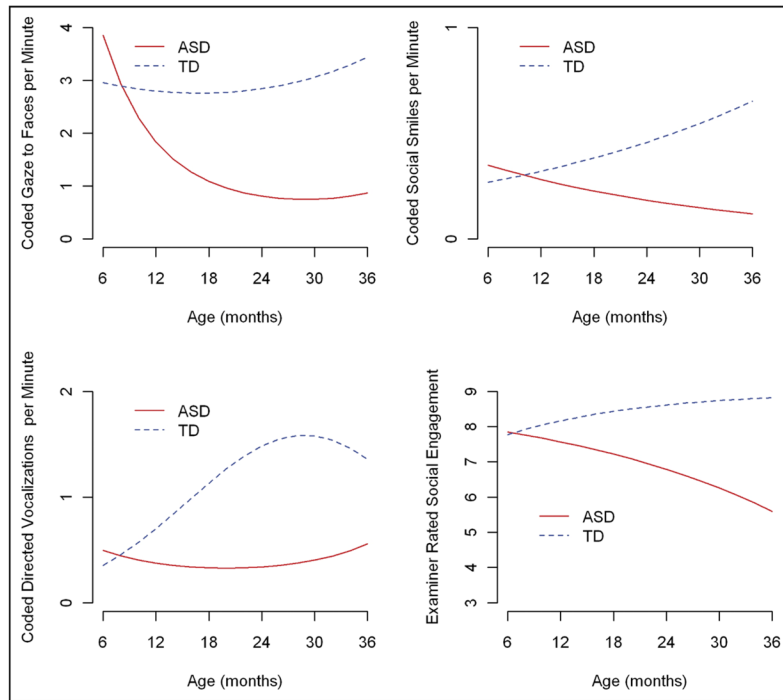 Coded Gaze to Faces per Minute
4
3
2
1
0
ASD
TD
6
12
18
24
30
36
Age (months)
Coded Social Smiles per Minute
1
0
ASD
TD
6
12
18
24
30
36
Age (months)
Coded Directed Vocalizations per Minute
2
1
0
ASD
TD
6
12
18
24
30
36
Age (months)
Examiner Rated Social Engagement
9
8
7
6
5
4
3
ASD
TD
6
12
18
24
30
36
Age (months)